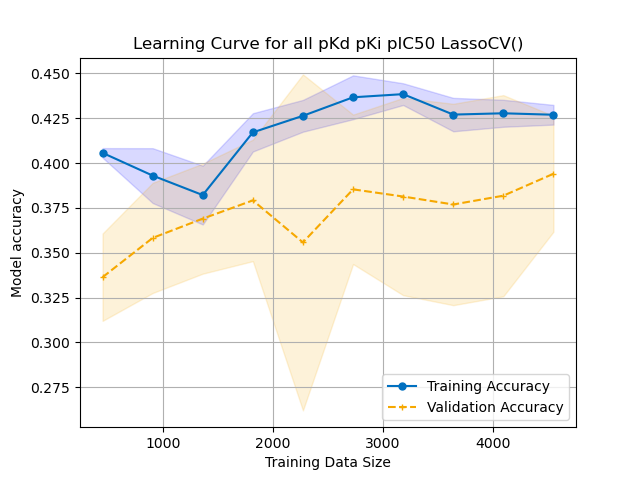 Learning Curve for all pKd pKi pIC50 LassoCV()
0.450
0.425
0.400
0.375
0.350
0.325
0.300
0.275
Model accuracy
Training Accuracy
Validation Accuracy
1000 2000 3000 4000
Training Data Size